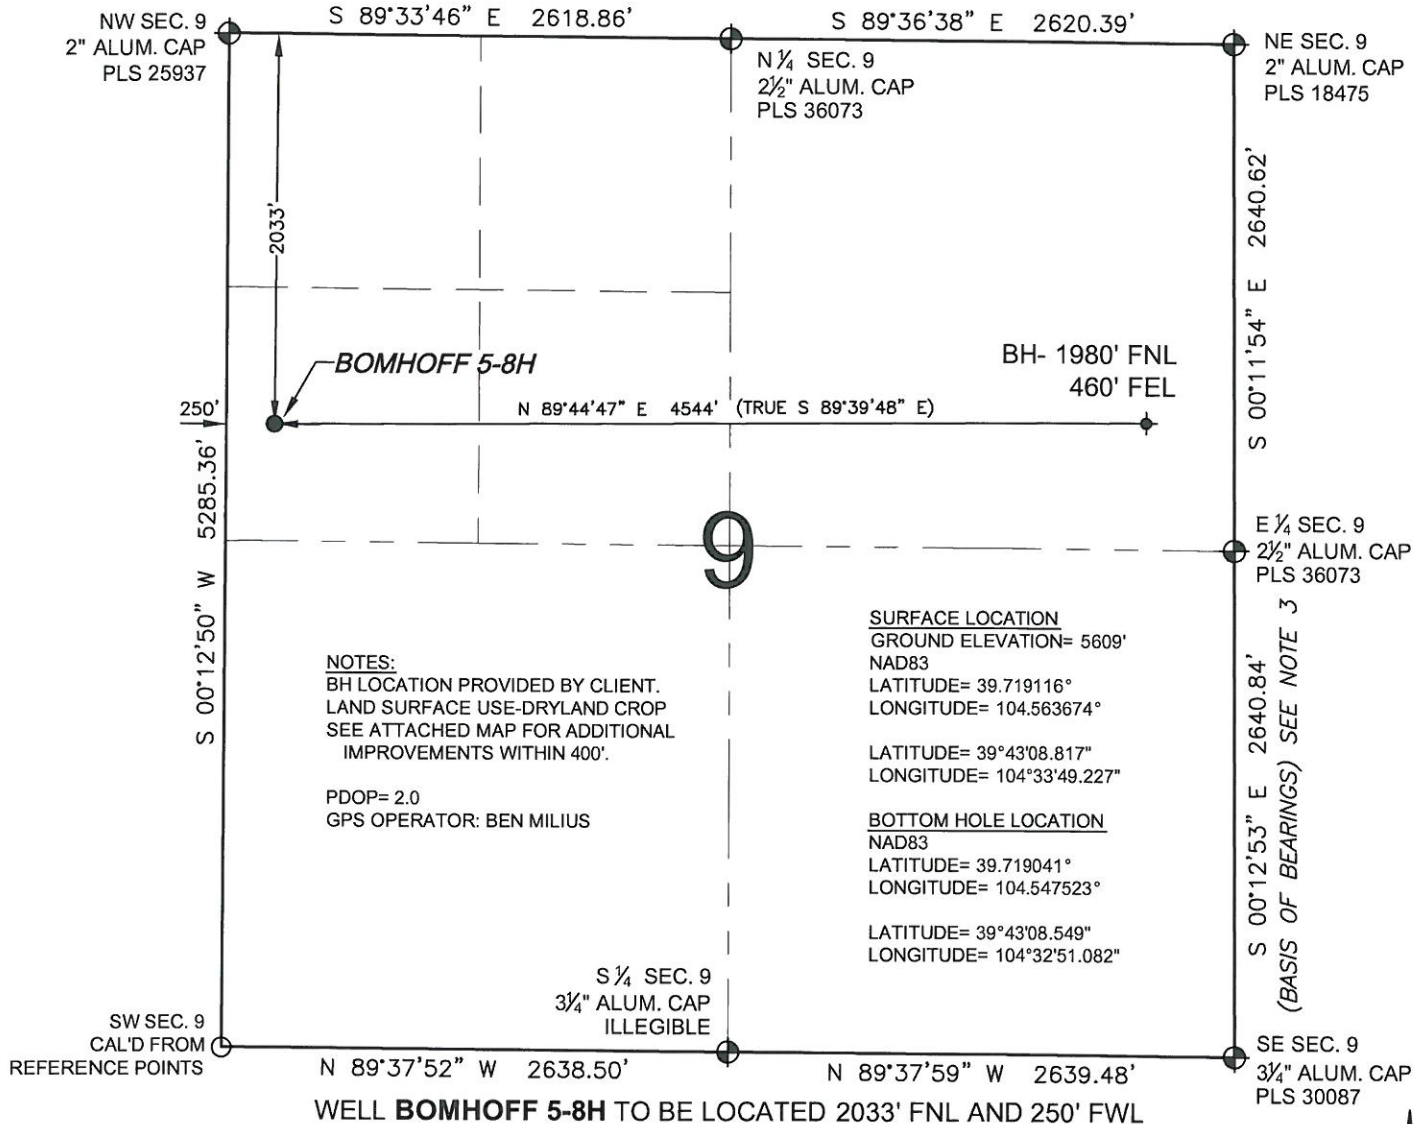 NW SEC. 9
2" ALUM. CAP
PLS 25937
S 89°33'46" E 2618.86'
N ¼ SEC. 9
2½" ALUM. CAP
PLS 36073
S 89°36'38" E 2620.39'
NE SEC. 9
2" ALUM. CAP
PLS 18475
2033'
S 00°11'54" E 2640.62'
BOMHOFF 5-8H
BH- 1980' FNL
460' FEL
250'
N 89°44'47" E 4544' (TRUE S 89°39'48" E)
S 00°12'50" W 5285.36'
9
E ¼ SEC. 9
2½" ALUM. CAP
PLS 36073
NOTES:
BH LOCATION PROVIDED BY CLIENT.
LAND SURFACE USE-DRYLAND CROP
SEE ATTACHED MAP FOR ADDITIONAL
IMPROVEMENTS WITHIN 400'.
PDOP= 2.0
GPS OPERATOR: BEN MILIUS
SURFACE LOCATION
GROUND ELEVATION= 5609'
NAD83
LATITUDE= 39.719116°
LONGITUDE= 104.563674°
LATITUDE= 39°43'08.817"
LONGITUDE= 104°33'49.227"
BOTTOM HOLE LOCATION
NAD83
LATITUDE= 39.719041°
LONGITUDE= 104.547523°
LATITUDE= 39°43'08.549"
LONGITUDE= 104°32'51.082"
S 00°12'53" E 2640.84'
(BASIS OF BEARINGS) SEE NOTE 3
SW SEC. 9
CAL'D FROM
REFERENCE POINTS
N 89°37'52" W 2638.50'
S ¼ SEC. 9
3¼" ALUM. CAP
ILLEGIBLE
N 89°37'59" W 2639.48'
SE SEC. 9
3¼" ALUM. CAP
PLS 30087
WELL BOMHOFF 5-8H TO BE LOCATED 2033' FNL AND 250' FWL